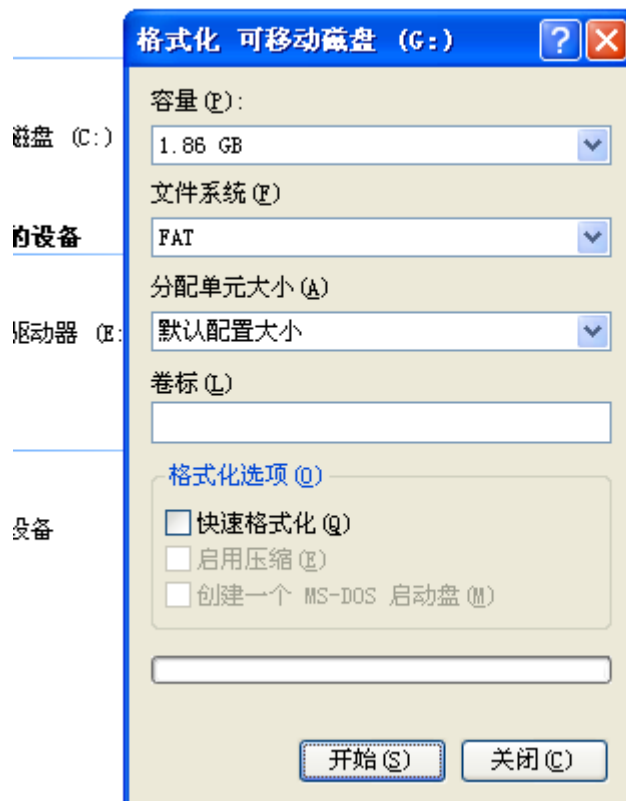 格式化 可移动磁盘 (G:)
容量(P):
磁盘 (C:)
1.86 GB
文件系统(F)
的设备
FAT
分配单元大小(A)
驱动器 (E:
默认配置大小
卷标(L)
格式化选项(O)
快速格式化(Q)
设备
启用压缩(E)
创建一个 MS-DOS 启动盘(M)
开始(S)
关闭(C)